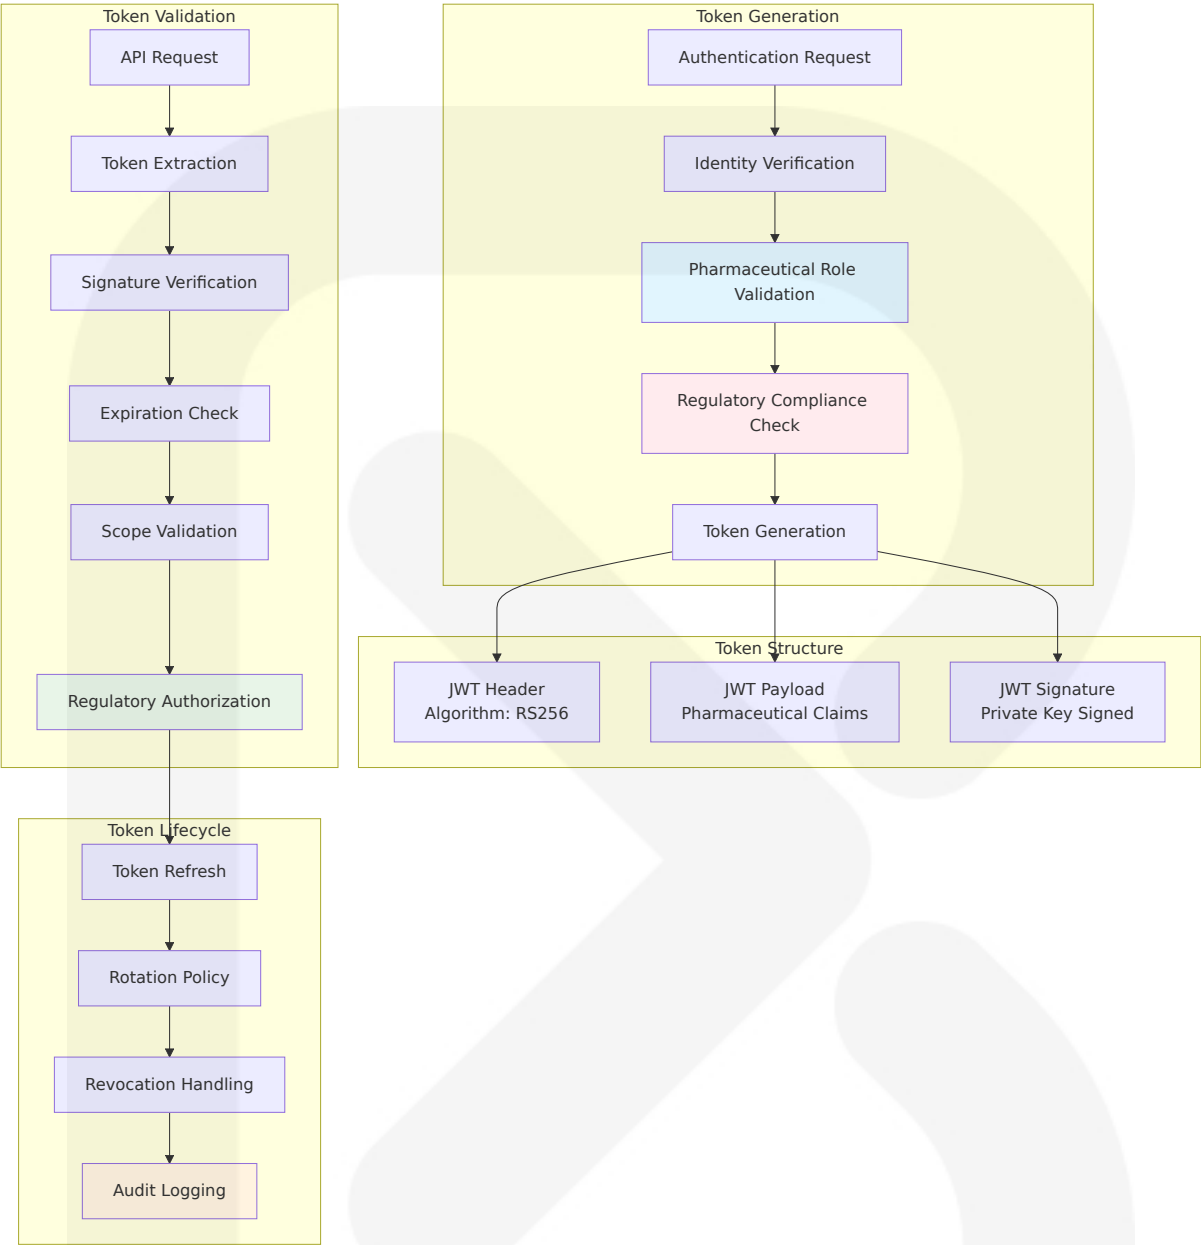 Token Validation
API Request
Token Extraction
Signature Verification
Expiration Check
Scope Validation
Regulatory Authorization
Token Generation
Authentication Request
Identity Verification
Pharmaceutical Role
Validation
Regulatory Compliance
Check
Token Generation
Token Structure
JWT Header
Algorithm: RS256
JWT Payload
Pharmaceutical Claims
JWT Signature
Private Key Signed
Token Lifecycle
Token Refresh
Rotation Policy
Revocation Handling
Audit Logging